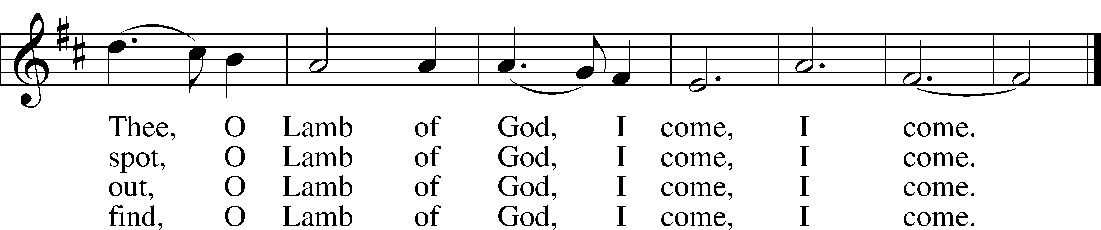 Thee, O Lamb of God, I come, I come.
spot, O Lamb of God, I come, I come.
out, O Lamb of God, I come, I come.
find, O Lamb of God, I come, I come.